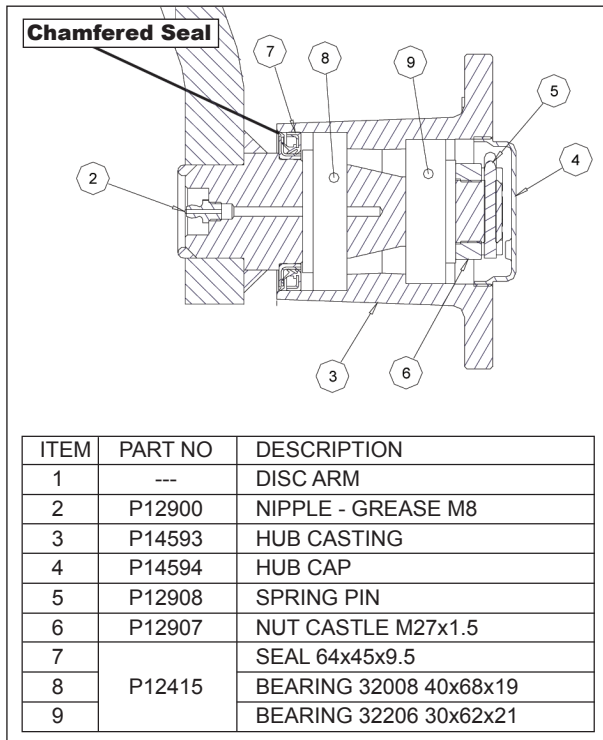 Chamfered Seal
7
8
9
5
4
2
3
6
ITEM PART NO DESCRIPTION
1 --- DISC ARM
2 P12900 NIPPLE - GREASE M8
3 P14593 HUB CASTING
4 P14594 HUB CAP
5 P12908 SPRING PIN
6 P12907 NUT CASTLE M27x1.5
7 P12415 SEAL 64x45x9.5
8 BEARING 32008 40x68x19
9 BEARING 32206 30x62x21